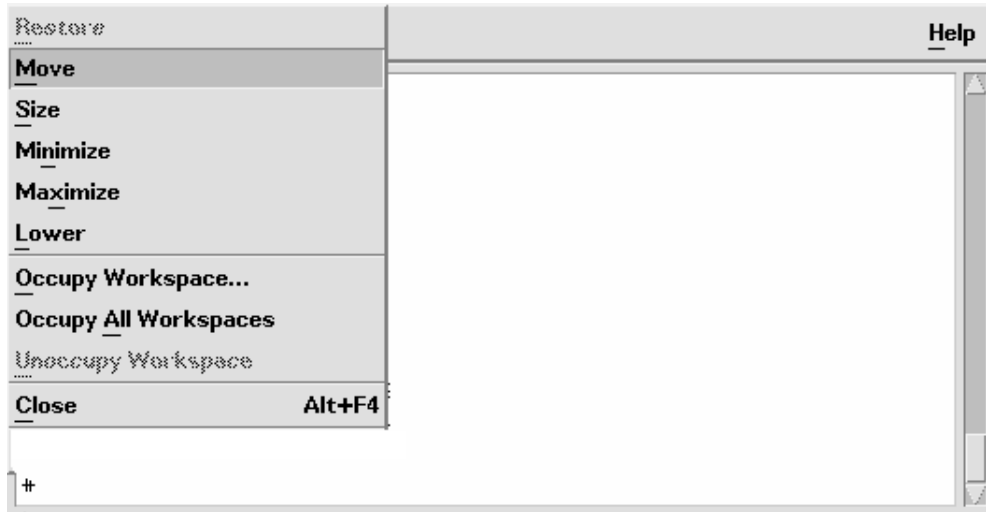 Restore
Help
Move
Size
Minimize
Maximize
Lower
Occupy Workspace...
Occupy All Workspaces
Unoccupy Workspace
Close Alt+F4
#